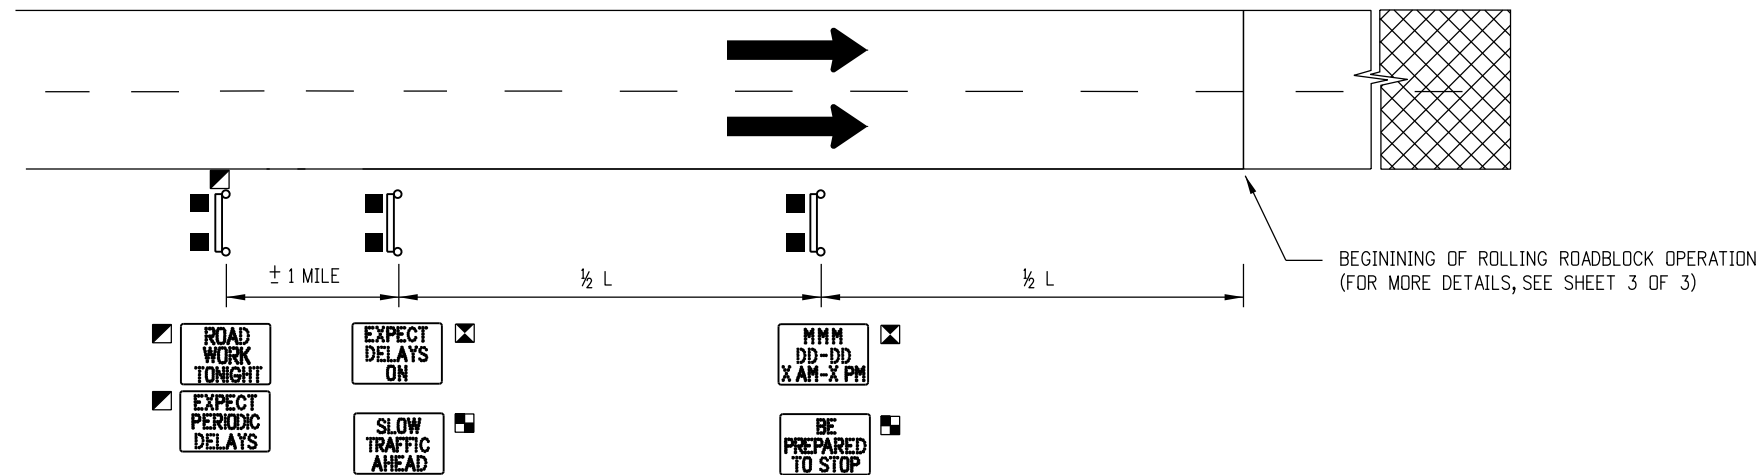 BEGINING OF ROLLING ROADBLOCK OPERATION
(FOR MORE DETAILS, SEE SHEET 3 OF 3)
± 1 MILE
½ L
½ L
ROAD
WORK
TONIGHT
EXPECT
PERIODIC
DELAYS
EXPECT
DELAYS
ON
SLOW
TRAFFIC
AHEAD
MMM
DD-DD
X AM-X PM
BE
PREPARED
TO STOP